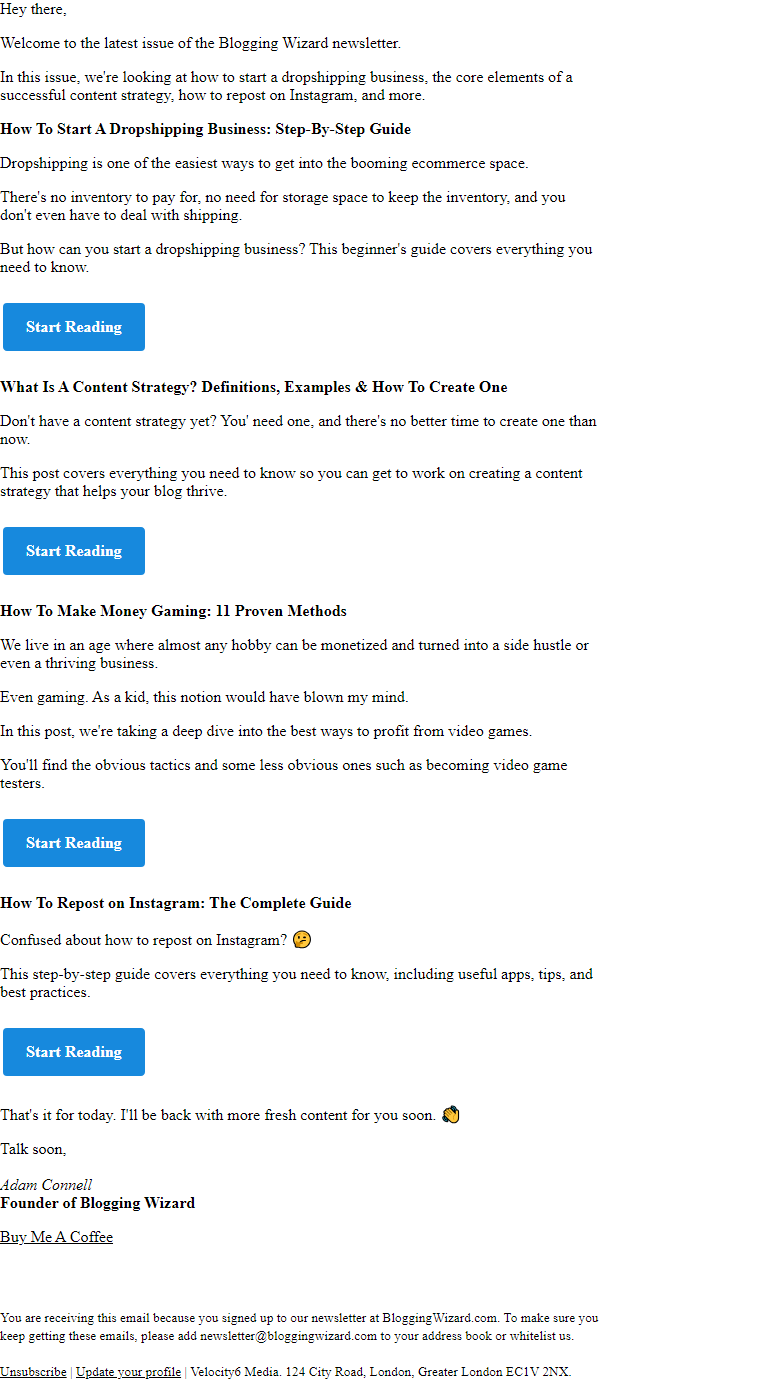 Hey there,
Welcome to the latest issue of the Blogging Wizard newsletter.
In this issue, we're looking at how to start a dropshipping business, the core elements of a
successful content strategy, how to repost on Instagram, and more.
How To Start A Dropshipping Business: Step-By-Step Guide
Dropshipping is one of the easiest ways to get into the booming ecommerce space.
There's no inventory to pay for, no need for storage space to keep the inventory, and you
don't even have to deal with shipping.
But how can you start a dropshipping business? This beginner's guide covers everything you
need to know.
Start Reading
What Is A Content Strategy? Definitions, Examples & How To Create One
Don't have a content strategy yet? You' need one, and there's no better time to create one than
now.
This post covers everything you need to know so you can get to work on creating a content
strategy that helps your blog thrive.
Start Reading
How To Make Money Gaming: 11 Proven Methods
We live in an age where almost any hobby can be monetized and turned into a side hustle or
even a thriving business.
Even gaming. As a kid, this notion would have blown my mind.
In this post, we're taking a deep dive into the best ways to profit from video games.
You'll find the obvious tactics and some less obvious ones such as becoming video game
testers.
Start Reading
How To Repost on Instagram: The Complete Guide
Confused about how to repost on Instagram? 🤔
This step-by-step guide covers everything you need to know, including useful apps, tips, and
best practices.
Start Reading
That's it for today. I'll be back with more fresh content for you soon. 👋
Talk soon,
Adam Connell
Founder of Blogging Wizard
Buy Me A Coffee
You are receiving this email because you signed up to our newsletter at BloggingWizard.com. To make sure you
keep getting these emails, please add newsletter@bloggingwizard.com to your address book or whitelist us.
Unsubscribe | Update your profile | Velocity6 Media. 124 City Road, London, Greater London EC1V 2NX.